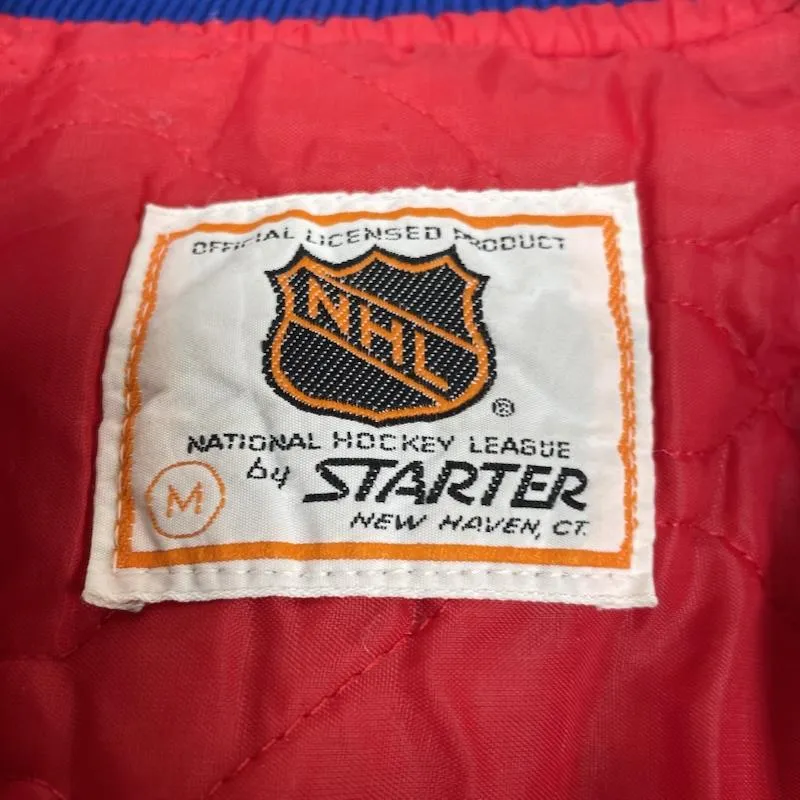 OFFICIAL LICENSED PRODUCT
NHL
®
NATIONAL HOCKEY LEAGUE
by STARTER
M
NEW HAVEN, CT.